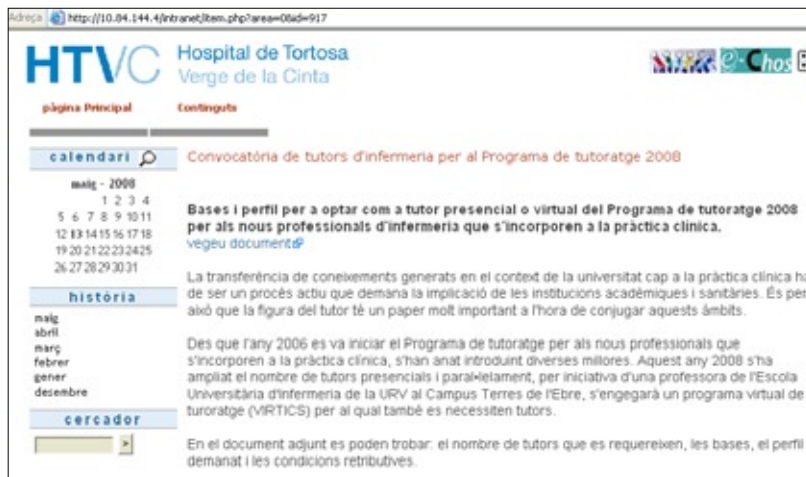 Adreça http://10.84.144.4/intranet/item.php?area=0&id=917
HTVC Hospital de Tortosa
Verge de la Cinta
e-Chos
pàgina Principal Continguts
calendari
maig - 2008
1 2 3 4
5 6 7 8 9 10 11
12 13 14 15 16 17 18
19 20 21 22 23 24 25
26 27 28 29 30 31
història
maig
abril
març
febrer
gener
desembre
cercador
>
Convocatòria de tutors d'infermeria per al Programa de tutoratge 2008
Bases i perfil per a optar com a tutor presencial o virtual del Programa de tutoratge 2008
per als nous professionals d'infermeria que s'incorporen a la pràctica clínica.
vegeu document
La transferència de coneixements generats en el context de la universitat cap a la pràctica clínica ha
de ser un procés actiu que demana la implicació de les institucions acadèmiques i sanitàries. És per
això que la figura del tutor tè un paper molt important a l'hora de conjugar aquests àmbits.
Des que l'any 2006 es va iniciar el Programa de tutoratge per als nous professionals que
s'incorporen a la pràctica clínica, s'han anat introduint diverses millores. Aquest any 2008 s'ha
ampliat el nombre de tutors presencials i paral•lelament, per iniciativa d'una professora de l'Escola
Universitària d'Infermeria de la URV al Campus Terres de l'Ebre, s'engegarà un programa virtual de
turoratge (VIRTICS) per al qual també es necessiten tutors.
En el document adjunt es poden trobar: el nombre de tutors que es requereixen, les bases, el perfil
demanat i les condicions retributives.